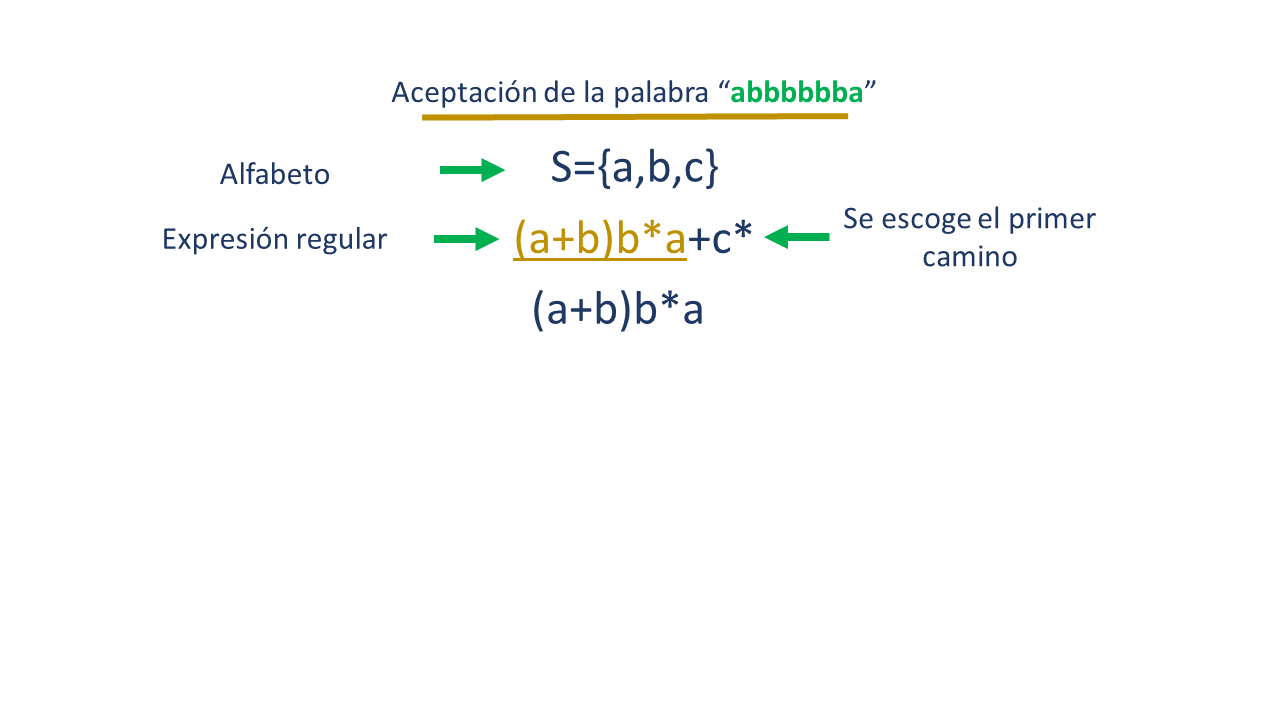 Aceptación de la palabra “abbbbbba”
Alfabeto
S={a,b,c}
Expresión regular
(a+b)b*a+c*
Se escoge el primer
camino
(a+b)b*a